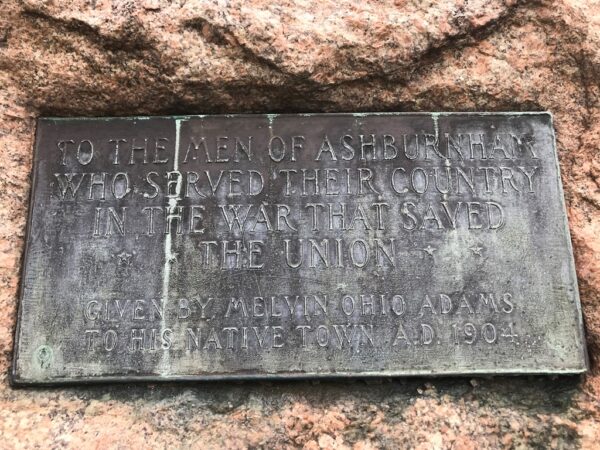 TO THE MEN OF ASHBURNHAM
WHO SERVED THEIR COUNTRY
IN THE WAR THAT SAVED
THE UNION
GIVEN BY MELVIN OHIO ADAMS
TO HIS NATIVE TOWN A.D. 1904